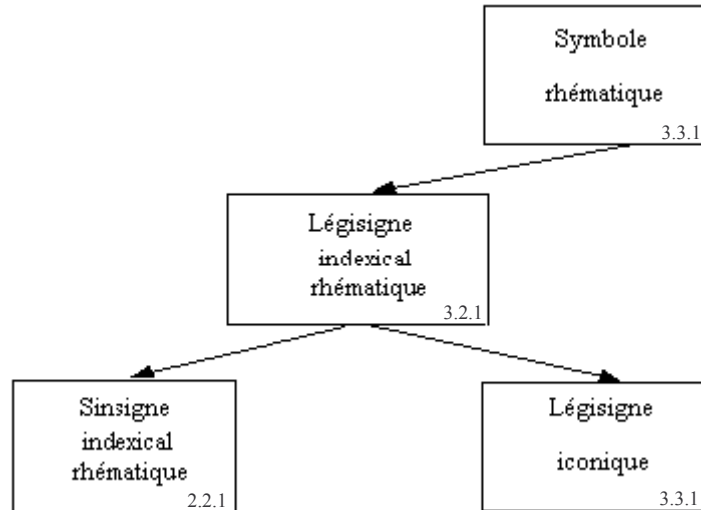 Symbole
rhématique
3.3.1
Légisigne
indexical
rhématique
3.2.1
Sinsigne
indexical
rhématique
2.2.1
Légisigne
iconique
3.3.1